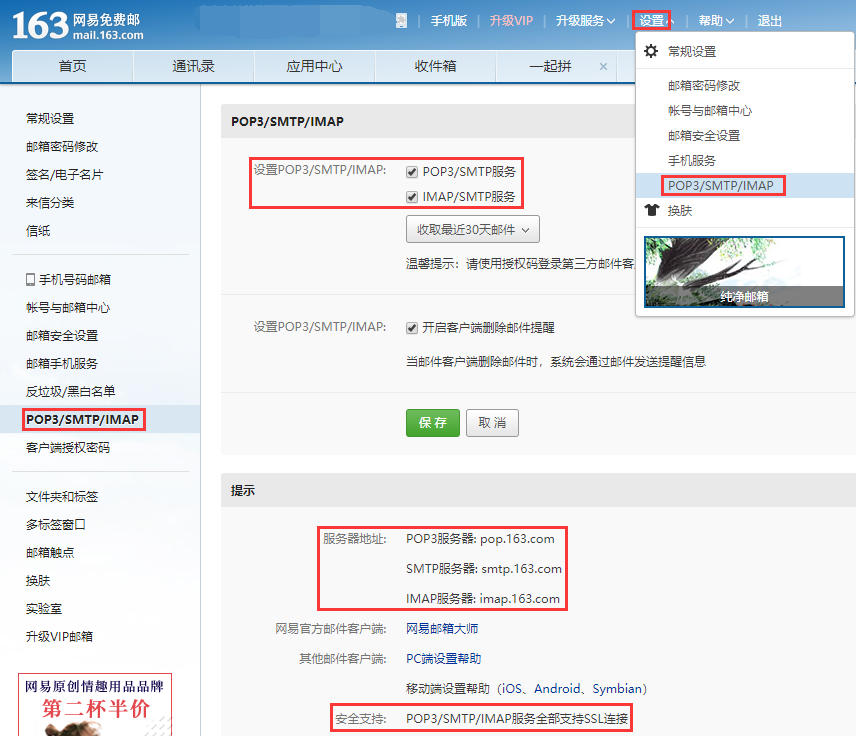 163 网易免费邮
mail.163.com
手机版
升级VIP
升级服务
设置
帮助
退出
首页
通讯录
应用中心
收件箱
一起拼 ×
常规设置
邮箱密码修改
帐号与邮箱中心
邮箱安全设置
手机服务
POP3/SMTP/IMAP
换肤
纯净邮箱
常规设置
邮箱密码修改
签名/电子名片
来信分类
信纸
手机号码邮箱
帐号与邮箱中心
邮箱安全设置
邮箱手机服务
反垃圾/黑白名单
POP3/SMTP/IMAP
客户端授权密码
文件夹和标签
多标签窗口
邮箱触点
换肤
实验室
升级VIP邮箱
网易原创情趣用品品牌
第二杯半价
POP3/SMTP/IMAP
设置POP3/SMTP/IMAP: POP3/SMTP服务
IMAP/SMTP服务
收取最近30天邮件
温馨提示：请使用授权码登录第三方邮件客
设置POP3/SMTP/IMAP: 开启客户端删除邮件提醒
当邮件客户端删除邮件时，系统会通过邮件发送提醒信息
保 存 取 消
提示
服务器地址: POP3服务器: pop.163.com
SMTP服务器: smtp.163.com
IMAP服务器: imap.163.com
网易官方邮件客户端: 网易邮箱大师
其他邮件客户端: PC端设置帮助
移动端设置帮助（iOS、Android、Symbian）
安全支持: POP3/SMTP/IMAP服务全部支持SSL连接